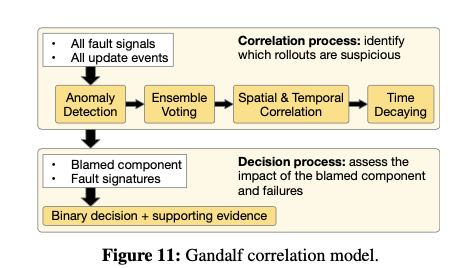 • All fault signals
• All update events
Correlation process: identify
which rollouts are suspicious
Anomaly
Detection
Ensemble
Voting
Spatial & Temporal
Correlation
Time
Decaying
• Blamed component
• Fault signatures
Decision process: assess the
impact of the blamed component
and failures
Binary decision + supporting evidence
Figure 11: Gandalf correlation model.